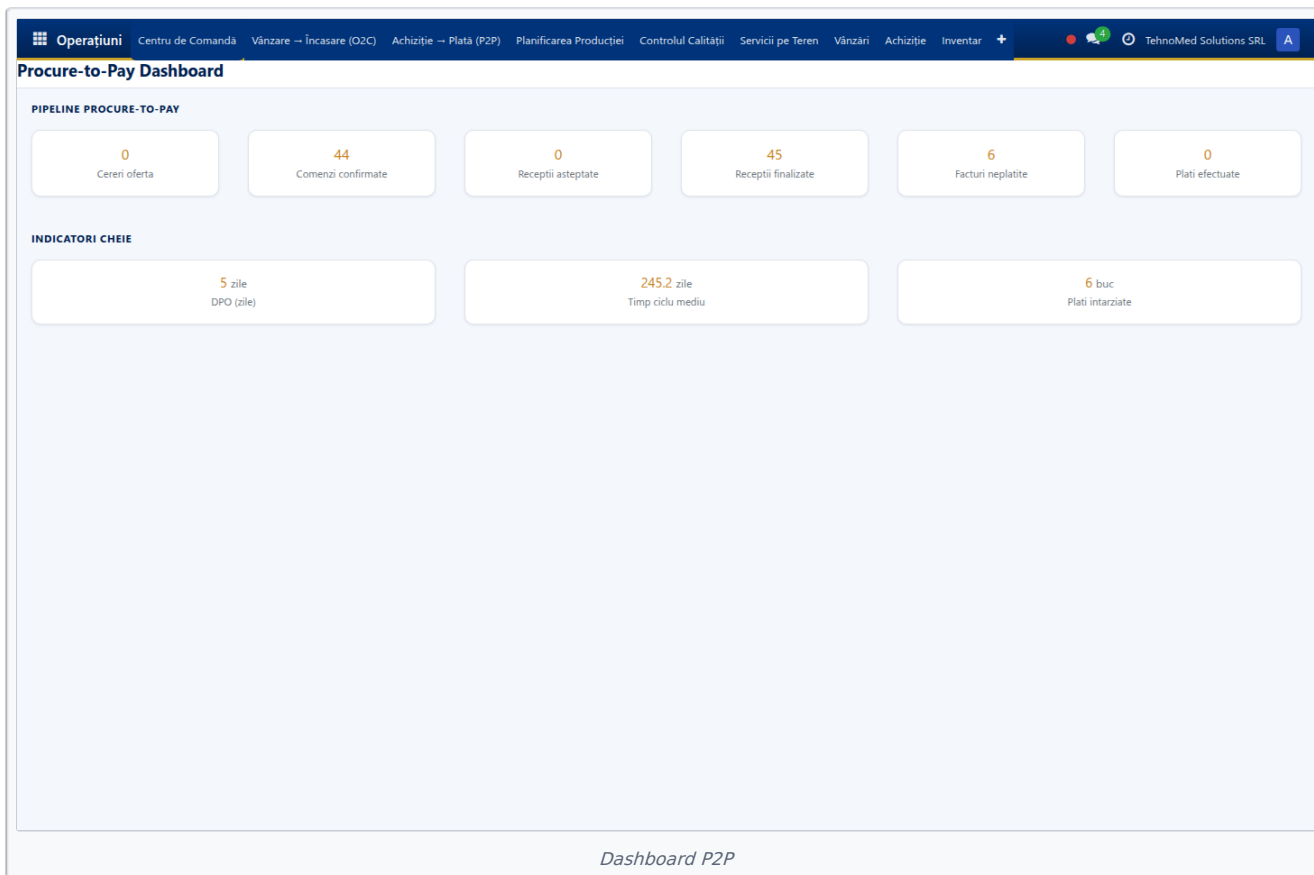 Operațiuni Centru de Comandă Vânzare → Încasare (O2C) Achiziție → Plată (P2P) Planificarea Producției Controlul Calității Servicii pe Teren Vânzări Achiziție Inventar + 4 TehnoMed Solutions SRL A
Procure-to-Pay Dashboard
PIPELINE PROCURE-TO-PAY
0 44 0 45 6 0
Cereri oferta Comenzi confirmate Receptii asteptate Receptii finalizate Facturi neplatite Plati efectuate
INDICATORI CHEIE
5 zile 245.2 zile 6 buc
DPO (zile) Timp ciclu mediu Plati intarziate
Dashboard P2P